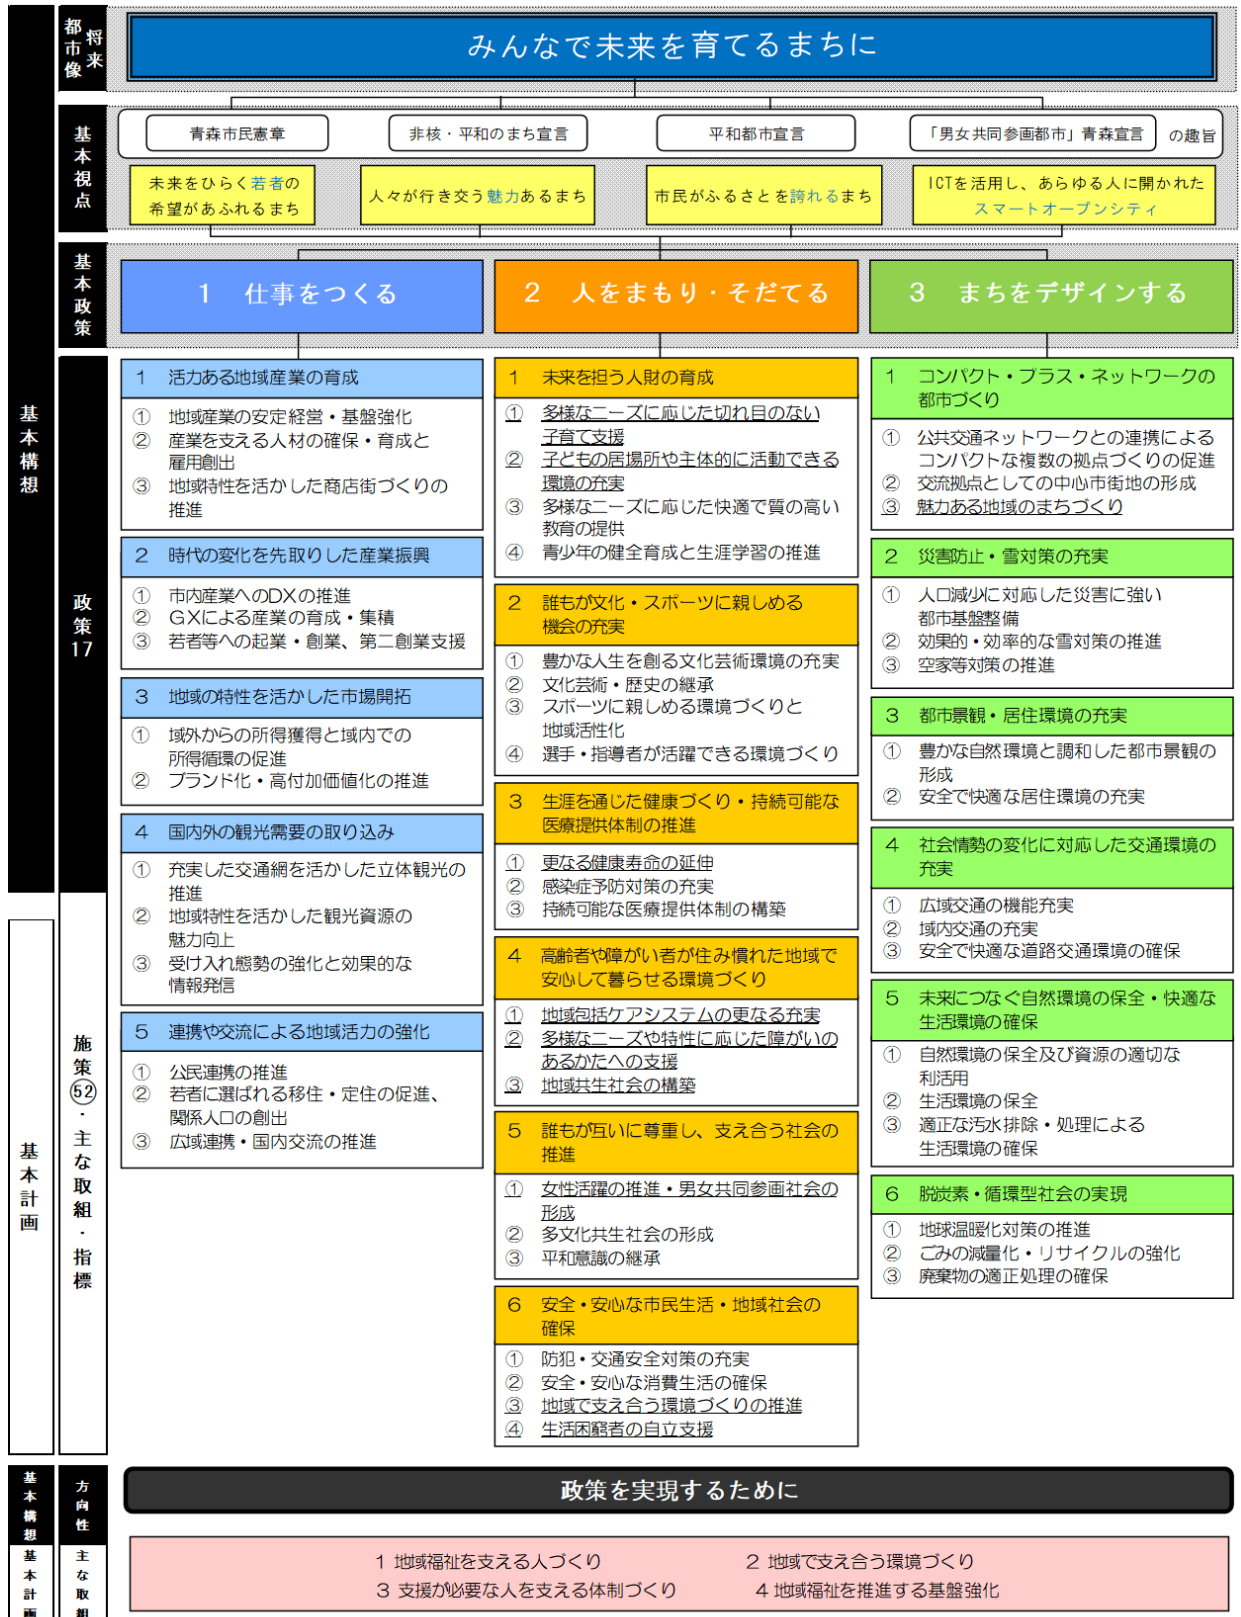 将来
都市像
みんなで未来を育てるまちに
基本視点
青森市民憲章
非核・平和のまち宣言
平和都市宣言
「男女共同参画都市」青森宣言
の趣旨
未来をひらく若者の
希望があふれるまち
人々が行き交う魅力あるまち
市民がふるさとを誇れるまち
ICTを活用し、あらゆる人に開かれた
スマートオープンシティ
基本政策
1 仕事をつくる
2 人をまもり・そだてる
3 まちをデザインする
基本構想
政策17
基本計画
施策52・主な取組・指標
1 活力ある地域産業の育成
① 地域産業の安定経営・基盤強化
② 産業を支える人材の確保・育成と
雇用創出
③ 地域特性を活かした商店街づくりの
推進
2 時代の変化を先取りした産業振興
① 市内産業へのDXの推進
② GXによる産業の育成・集積
③ 若者等への起業・創業、第二創業支援
3 地域の特性を活かした市場開拓
① 域外からの所得獲得と域内での
所得循環の促進
② ブランド化・高付加価値化の推進
4 国内外の観光需要の取り込み
① 充実した交通網を活かした立体観光の
推進
② 地域特性を活かした観光資源の
魅力向上
③ 受け入れ態勢の強化と効果的な
情報発信
5 連携や交流による地域活力の強化
① 公民連携の推進
② 若者に選ばれる移住・定住の促進、
関係人口の創出
③ 広域連携・国内交流の推進
1 未来を担う人財の育成
① 多様なニーズに応じた切れ目のない
子育て支援
② 子どもの居場所や主体的に活動できる
環境の充実
③ 多様なニーズに応じた快適で質の高い
教育の提供
④ 青少年の健全育成と生涯学習の推進
2 誰もが文化・スポーツに親しめる
機会の充実
① 豊かな人生を創る文化芸術環境の充実
② 文化芸術・歴史の継承
③ スポーツに親しめる環境づくりと
地域活性化
④ 選手・指導者が活躍できる環境づくり
3 生涯を通じた健康づくり・持続可能な
医療提供体制の推進
① 更なる健康寿命の延伸
② 感染症予防対策の充実
③ 持続可能な医療提供体制の構築
4 高齢者や障がい者が住み慣れた地域で
安心して暮らせる環境づくり
① 地域包括ケアシステムの更なる充実
② 多様なニーズや特性に応じた障がいの
あるかたへの支援
③ 地域共生社会の構築
5 誰もが互いに尊重し、支え合う社会の
推進
① 女性活躍の推進・男女共同参画社会の
形成
② 多文化共生社会の形成
③ 平和意識の継承
6 安全・安心な市民生活・地域社会の
確保
① 防犯・交通安全対策の充実
② 安全・安心な消費生活の確保
③ 地域で支え合う環境づくりの推進
④ 生活困窮者の自立支援
1 コンパクト・プラス・ネットワークの
都市づくり
① 公共交通ネットワークとの連携による
コンパクトな複数の拠点づくりの促進
② 交流拠点としての中心市街地の形成
③ 魅力ある地域のまちづくり
2 災害防止・雪対策の充実
① 人口減少に対応した災害に強い
都市基盤整備
② 効果的・効率的な雪対策の推進
③ 空家等対策の推進
3 都市景観・居住環境の充実
① 豊かな自然環境と調和した都市景観の
形成
② 安全で快適な居住環境の充実
4 社会情勢の変化に対応した交通環境の
充実
① 広域交通の機能充実
② 域内交通の充実
③ 安全で快適な道路交通環境の確保
5 未来につなぐ自然環境の保全・快適な
生活環境の確保
① 自然環境の保全及び資源の適切な
利活用
② 生活環境の保全
③ 適正な汚水排除・処理による
生活環境の確保
6 脱炭素・循環型社会の実現
① 地球温暖化対策の推進
② ごみの減量化・リサイクルの強化
③ 廃棄物の適正処理の確保
基本構想
方向性
政策を実現するために
基本計画
主な取組
1 地域福祉を支える人づくり
2 地域で支え合う環境づくり
3 支援が必要な人を支える体制づくり
4 地域福祉を推進する基盤強化